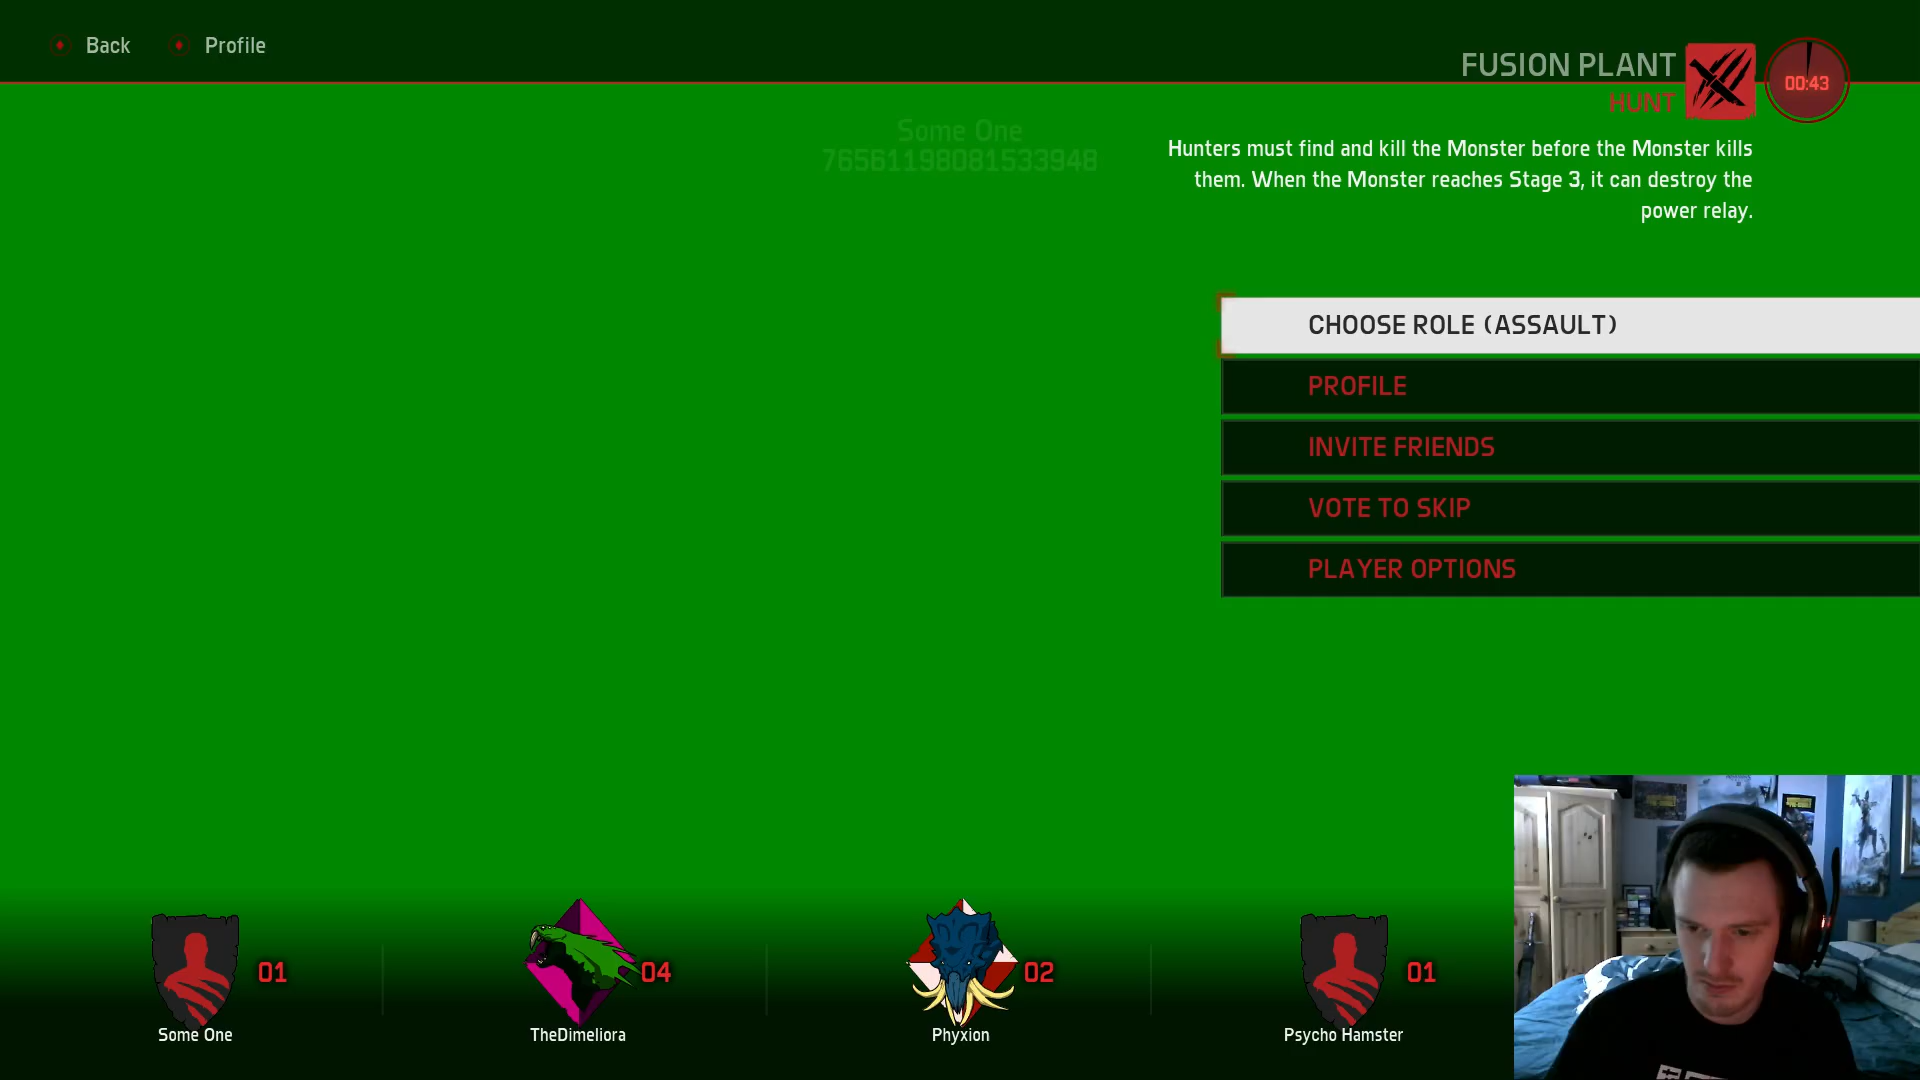 Back
Profile
FUSION PLANT
HUNT
00:43
Some One
76561198081533948
Hunters must find and kill the Monster before the Monster kills
them. When the Monster reaches Stage 3, it can destroy the
power relay.
CHOOSE ROLE (ASSAULT)
PROFILE
INVITE FRIENDS
VOTE TO SKIP
PLAYER OPTIONS
01
04
02
01
Some One
TheDimeliora
Phyxion
Psycho Hamster